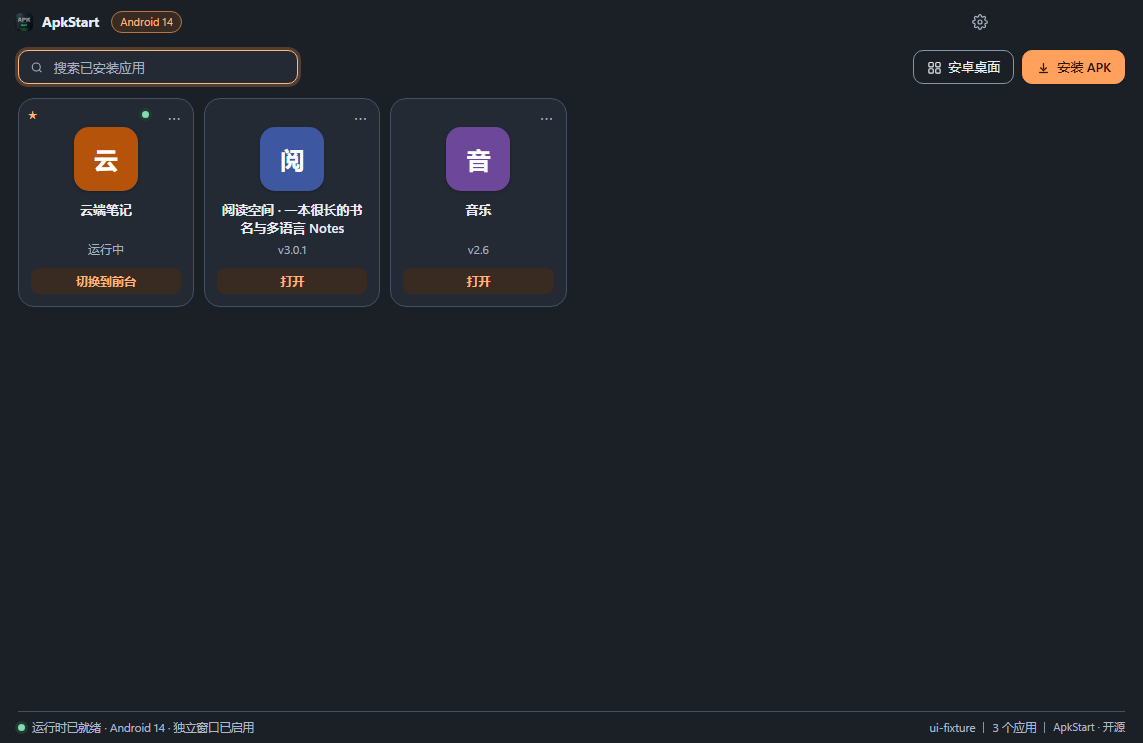 ApkStart Android 14
搜索已安装应用 安卓桌面 安装 APK
云
云端笔记
运行中
切换到前台
阅
阅读空间 · 一本很长的书
名与多语言 Notes
v3.0.1
打开
音
音乐
v2.6
打开
运行时已就绪 · Android 14 · 独立窗口已启用
ui-fixture | 3 个应用 | ApkStart · 开源